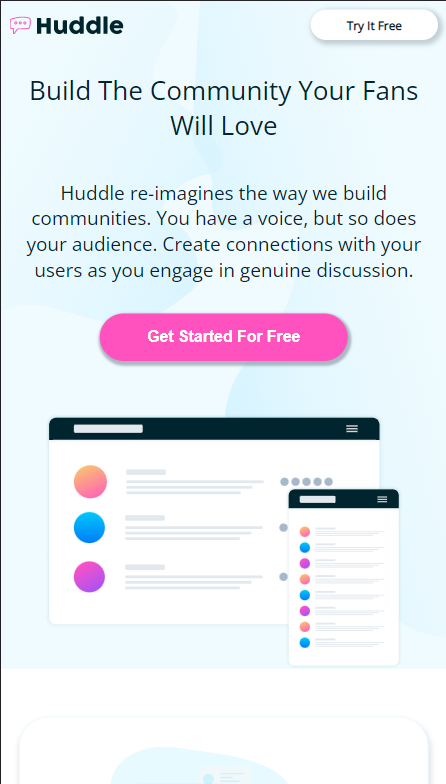 Huddle
Try It Free
Build The Community Your Fans
Will Love
Huddle re-imagines the way we build
communities. You have a voice, but so does
your audience. Create connections with your
users as you engage in genuine discussion.
Get Started For Free